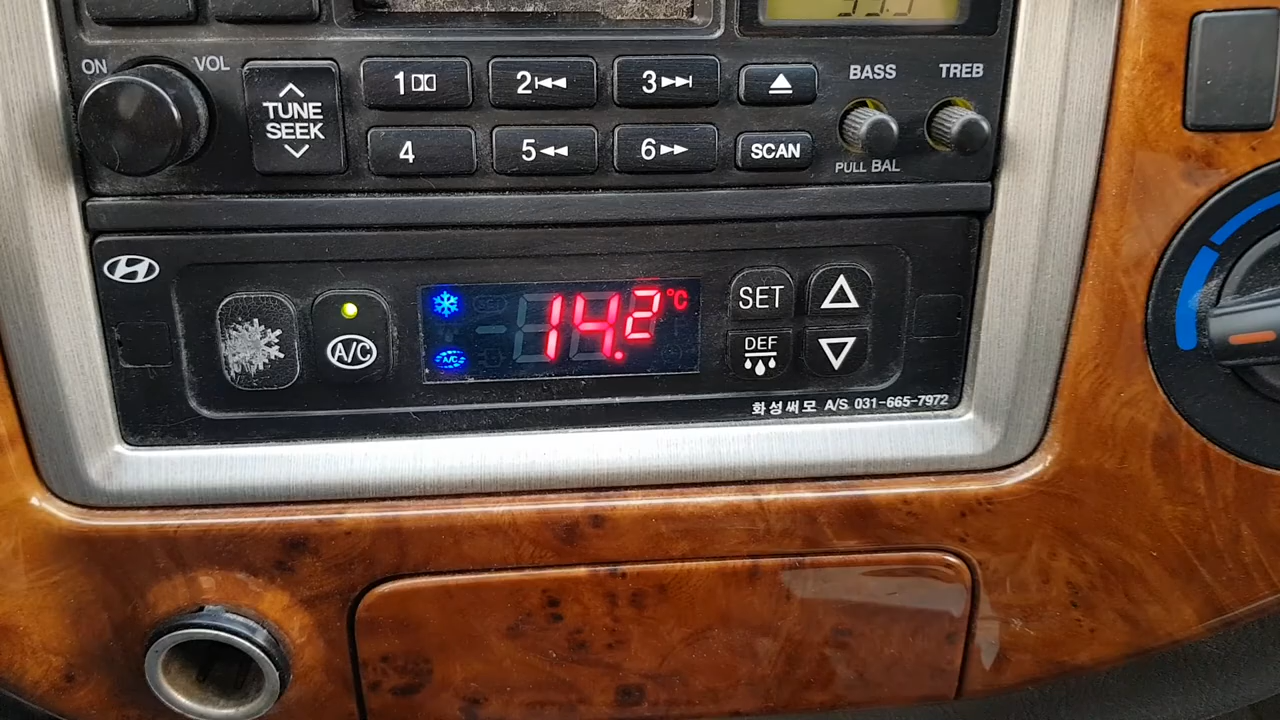 ON
VOL
TUNE
SEEK
1
2
3
BASS
TREB
4
5
6
SCAN
PULL BAL
A/C
A/C
14.2°C
SET
DEF
화성써모 A/S 031-665-7972